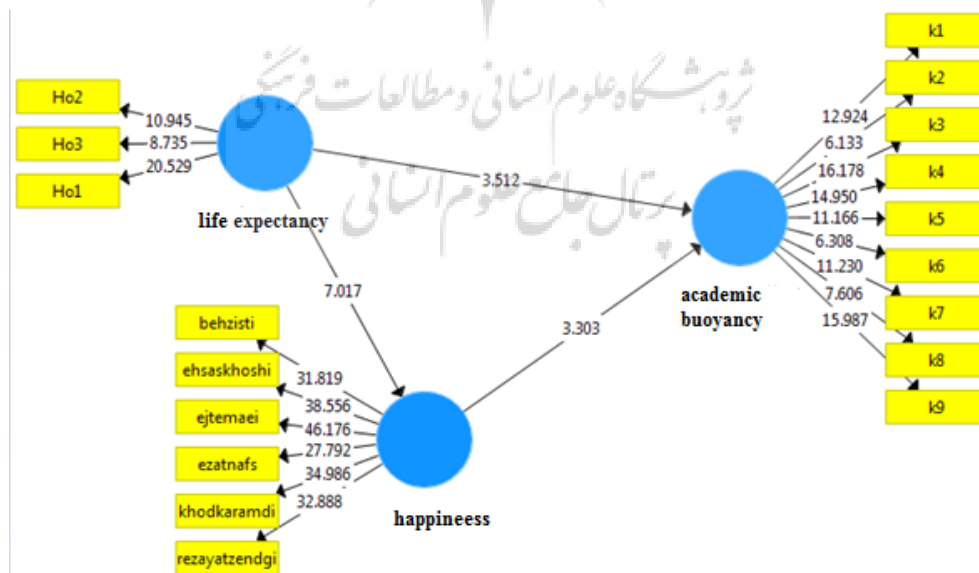 k1
k2
k3
k4
k5
k6
k7
k8
k9
12.924
6.133
16.178
14.950
11.166
6.308
11.230
7.606
15.987
پژوهشگاه علوم انسانی و مطالعات فرهنگی
پرتال جامع علوم انسانی
Ho2
Ho3
Ho1
10.945
8.735
20.529
life expectancy
3.512
academic
buoyancy
7.017
3.303
behzisti
ehsaskhoshi
ejtemaei
ezatnafs
khodkaramdi
rezayatzendgi
31.819
38.556
46.176
27.792
34.986
32.888
happineess